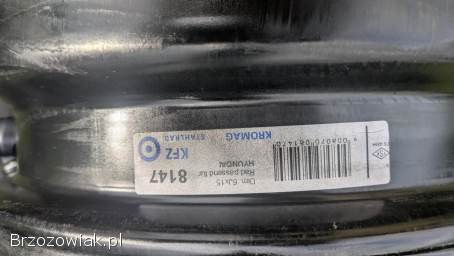 KFZ
STAHLRAD
KROMAG
8147
Dim. 6Jx15
Rad passend für
HYUNDAI
Brzozowiak.pl